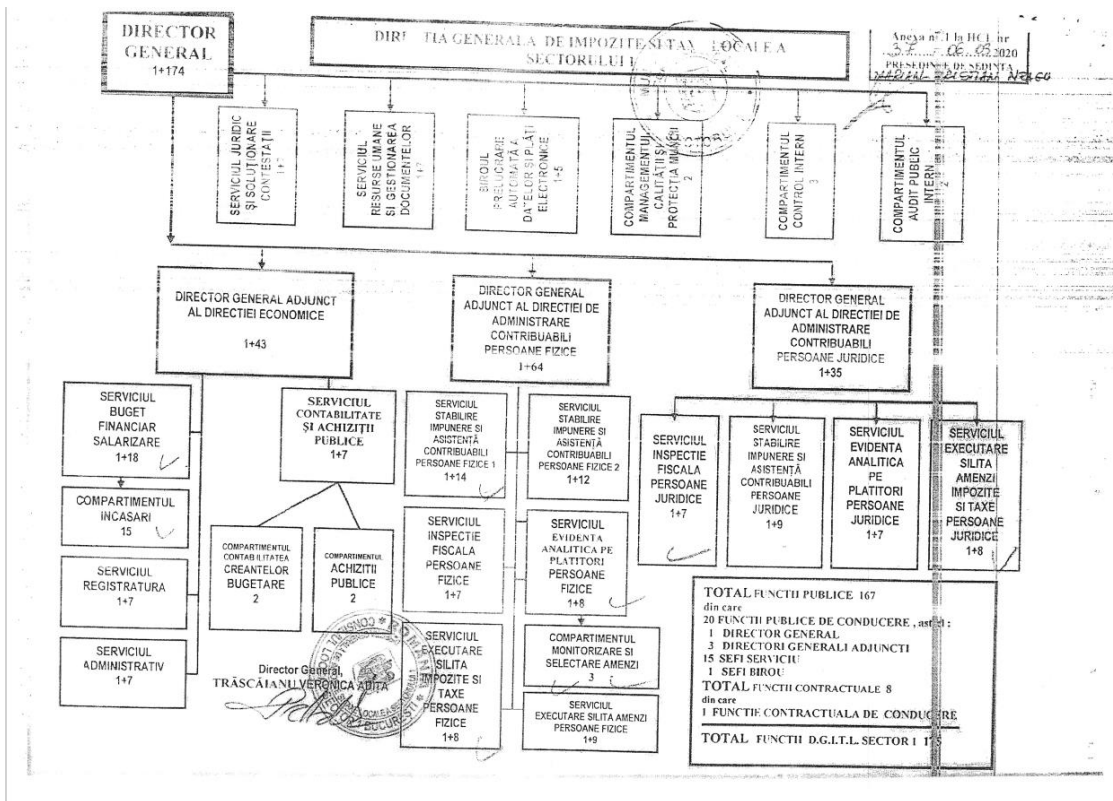 DIRECTOR
GENERAL
1+174
GENERALA DE IMPOZITE SI LOCALE A
SECTORULUI
Anexa nr. 1 la HCL nr
37 06 03 2020
PRESEDINTE DE SEDINTA
SERVICIUL JURIDIC
ȘI SOLUȚIONARE
CONTESTAȚII
SERVICIUL
RESURSE UMANE
SI GESTIONAREA
DOCUMENTELOR
BIROUL
PRELUCRARE
AUTOMATĂ A
DATELOR SI PLĂTI
ELECTRONICE
1+5
COMPARTIMENTUL
MANAGEMENTUL
CALITĂȚII ȘI
PROTECȚIA MUNCII
2
COMPARTIMENTUL
CONTROL INTERN
3
COMPARTIMENTUL
AUDIT PUBLIC
INTERN
2
DIRECTOR GENERAL ADJUNCT
AL DIRECTIEI ECONOMICE
1+43
DIRECTOR GENERAL
ADJUNCT AL DIRECTIEI DE
ADMINISTRARE
CONTRIBUABILI
PERSOANE FIZICE
1+64
DIRECTOR GENERAL
ADJUNCT AL DIRECTIEI DE
ADMINISTRARE
CONTRIBUABILI
PERSOANE JURIDICE
1+35
SERVICIUL
BUGET
FINANCIAR
SALARIZARE
1+18
SERVICIUL
CONTABILITATE
ȘI ACHIZIȚII
PUBLICE
1+7
COMPARTIMENTUL
INCASARI
15
COMPARTIMENTUL
CONTABILITATEA
CREANTELOR
BUGETARE
2
COMPARTIMENTUL
ACHIZITII
PUBLICE
2
SERVICIUL
REGISTRATURA
1+7
SERVICIUL
ADMINISTRATIV
1+7
SERVICIUL
STABILIRE
IMPUNERE SI
ASISTENȚĂ
CONTRIBUABILI
PERSOANE FIZICE 1
1+14
SERVICIUL
STABILIRE
IMPUNERE SI
ASISTENȚĂ
CONTRIBUABILI
PERSOANE FIZICE 2
1+12
SERVICIUL
INSPECTIE
FISCALA
PERSOANE
FIZICE
1+7
SERVICIUL
EVIDENTA
ANALITICA PE
PLATITORI
PERSOANE
FIZICE
1+8
SERVICIUL
EXECUTARE
SILITA
IMPOZITE SI
TAXE
PERSOANE
FIZICE
1+8
COMPARTIMENTUL
MONITORIZARE SI
SELECTARE AMENZI
3
SERVICIUL
EXECUTARE SILITA AMENZI
PERSOANE FIZICE
1+9
SERVICIUL
INSPECTIE
FISCALA
PERSOANE
JURIDICE
1+7
SERVICIUL
STABILIRE
IMPUNERE SI
ASISTENȚĂ
CONTRIBUABILI
PERSOANE
JURIDICE
1+9
SERVICIUL
EVIDENTA
ANALITICA
PE
PLATITORI
PERSOANE
JURIDICE
1+7
SERVICIUL
EXECUTARE
SILITA
AMENZI
IMPOZITE
SI TAXE
PERSOANE
JURIDICE
1+8
Director General,
TRĂSCĂIANU VERONICA ADITA
TOTAL FUNCTII PUBLICE 167
din care
20 FUNCTII PUBLICE DE CONDUCERE, astfel :
1 DIRECTOR GENERAL
3 DIRECTORI GENERALI ADJUNCTI
15 SEFI SERVICIU
1 SEFI BIROU
TOTAL FUNCTII CONTRACTUALE 8
din care
1 FUNCTIE CONTRACTUALA DE CONDUCERE
TOTAL FUNCTII D.G.I.T.L. SECTOR 1 175